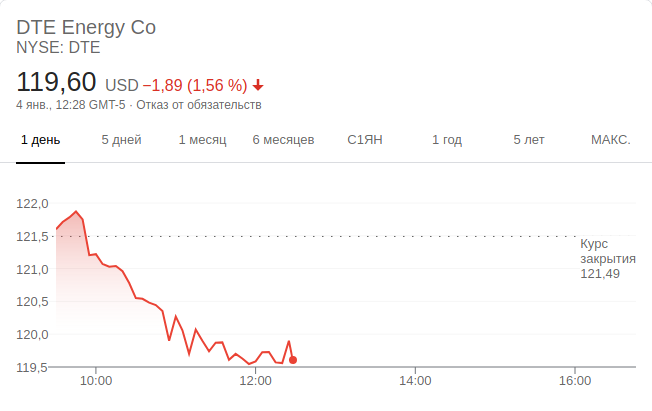 DTE Energy Co
NYSE: DTE
119,60 USD −1,89 (1,56 %) ↓
4 янв., 12:28 GMT-5 · Отказ от обязательств
1 день 5 дней 1 месяц 6 месяцев С1ЯН 1 год 5 лет МАКС.
122,0
121,5
Курс
закрытия
121,49
121,0
120,5
120,0
119,5
10:00 12:00 14:00 16:00